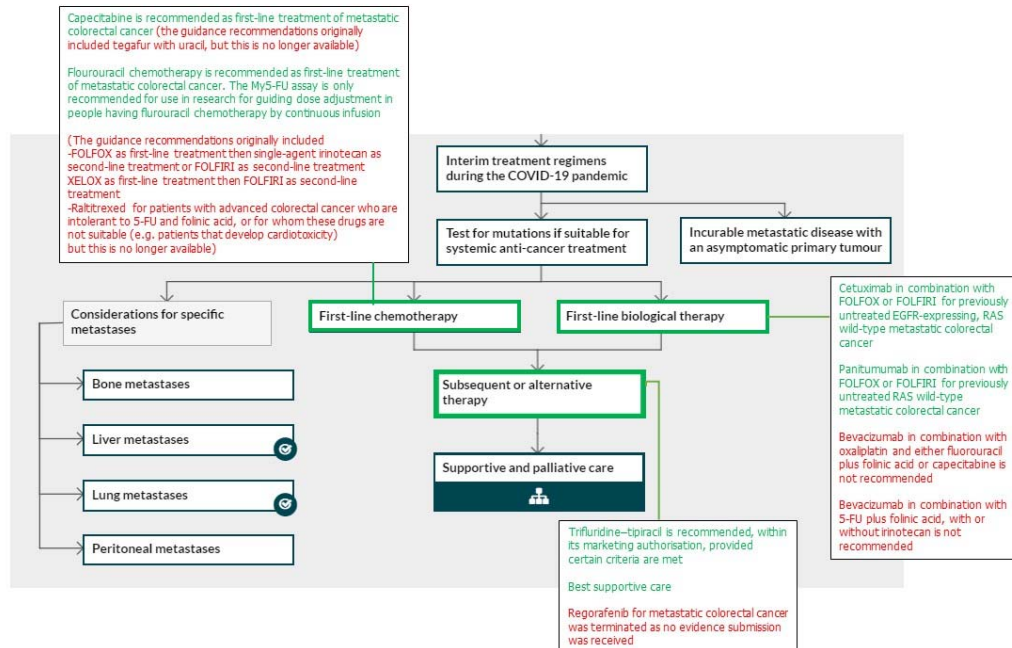 Capecitabine is recommended as first-line treatment of metastatic
colorectal cancer (the guidance recommendations originally
included tegafur with uracil, but this is no longer available)
Flourouracil chemotherapy is recommended as first-line treatment
of metastatic colorectal cancer. The My5-FU assay is only
recommended for use in research for guiding dose adjustment in
people having flurouracil chemotherapy by continuous infusion
(The guidance recommendations originally included
-FOLFOX as first-line treatment then single-agent irinotecan as
second-line treatment or FOLFIRI as second-line treatment
XELOX as first-line treatment then FOLFIRI as second-line
treatment
-Raltitrexed for patients with advanced colorectal cancer who are
intolerant to 5-FU and folinic acid, or for whom these drugs are
not suitable (e.g. patients that develop cardiotoxicity)
but this is no longer available)
Interim treatment regimens
during the COVID-19 pandemic
Test for mutations if suitable for
systemic anti-cancer treatment
Incurable metastatic disease with
an asymptomatic primary tumour
Considerations for specific
metastases
First-line chemotherapy
First-line biological therapy
Cetuximab in combination with
FOLFOX or FOLFIRI for previously
untreated EGFR-expressing, RAS
wild-type metastatic colorectal
cancer
Panitumumab in combination with
FOLFOX or FOLFIRI for previously
untreated RAS wild-type
metastatic colorectal cancer
Bevacizumab in combination with
oxaliplatin and either fluorouracil
plus folinic acid or capecitabine is
not recommended
Bevacizumab in combination with
5-FU plus folinic acid, with or
without irinotecan is not
recommended
Bone metastases
Liver metastases
Lung metastases
Peritoneal metastases
Subsequent or alternative
therapy
Supportive and palliative care
Trifluridine–tipiracil is recommended, within
its marketing authorisation, provided
certain criteria are met
Best supportive care
Regorafenib for metastatic colorectal cancer
was terminated as no evidence submission
was received